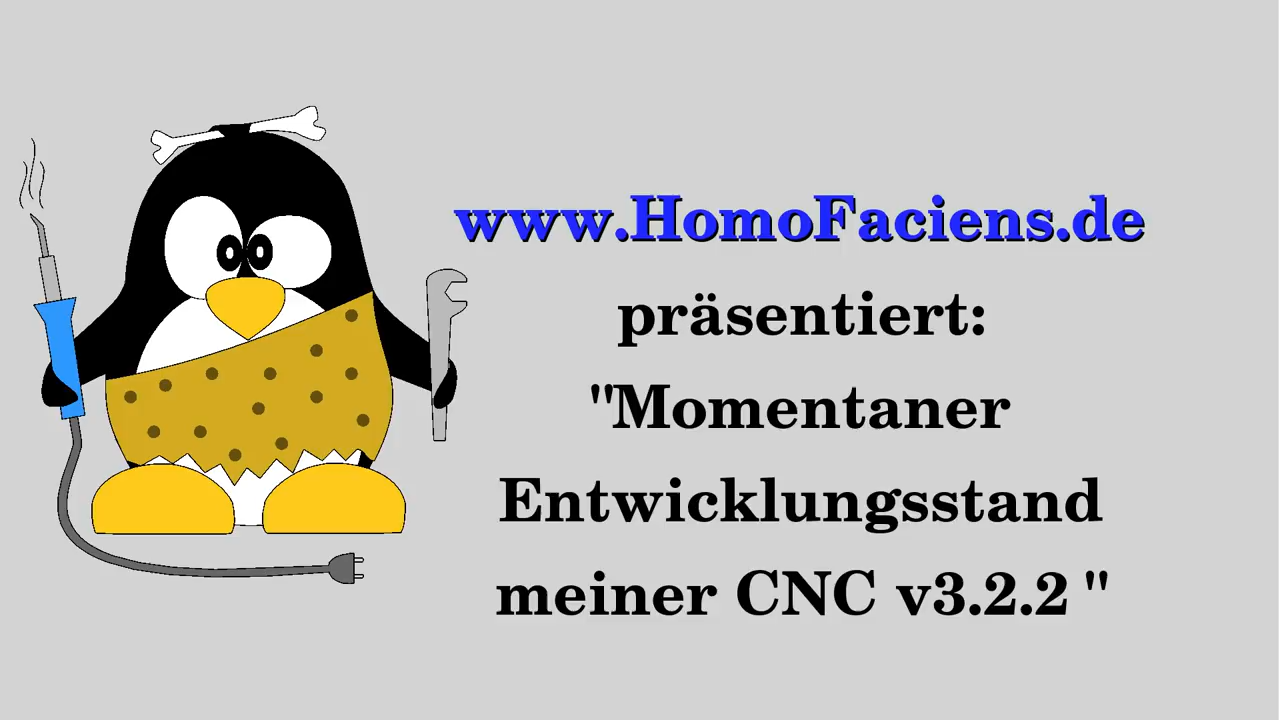 www.HomoFaciens.de
präsentiert:
"Momentaner
Entwicklungsstand
meiner CNC v3.2.2 "